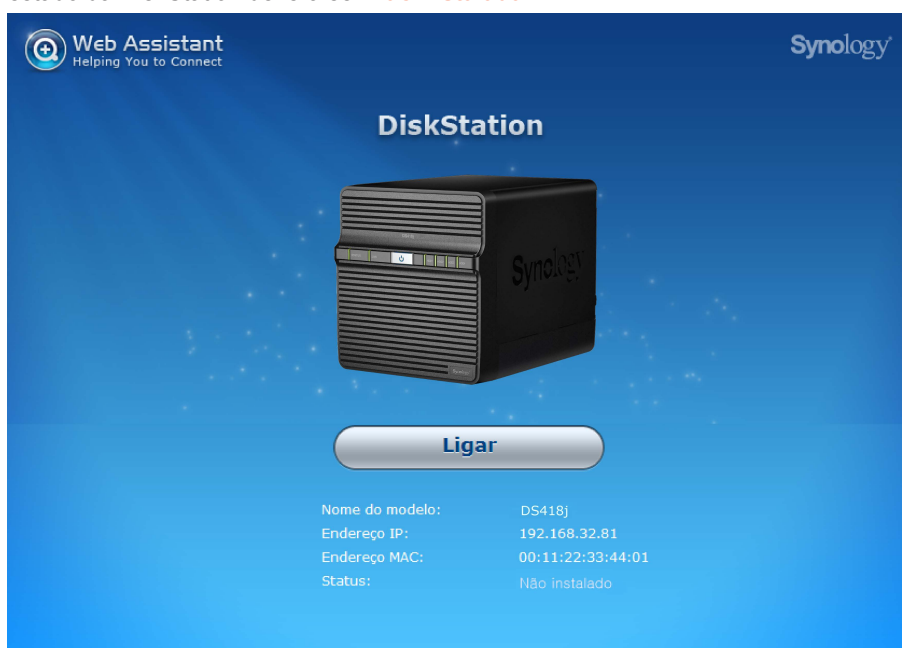 Web Assistant
Helping You to Connect
Synology
DiskStation
Synology
Ligar
Nome do modelo: DS418j
Endereço IP: 192.168.32.81
Endereço MAC: 00:11:22:33:44:01
Status: Não instalado